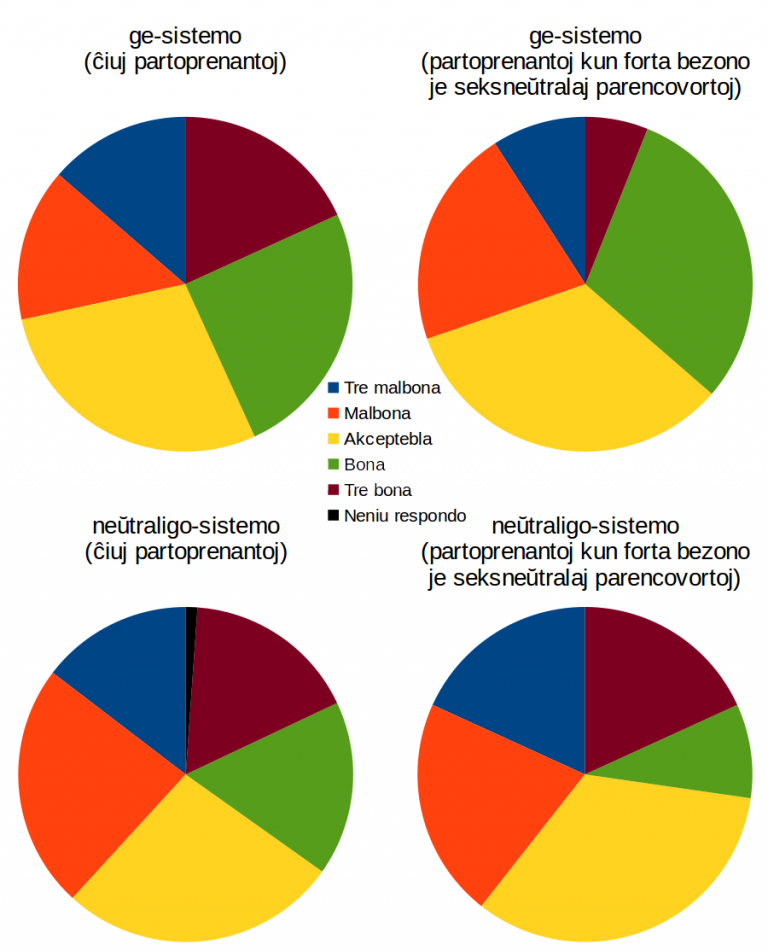 ge-sistemo
(ĉiuj partoprenantoj)
ge-sistemo
(partoprenantoj kun forta bezono
je seksneŭtralaj parencovortoj)
Tre malbona
Malbona
Akceptebla
Bona
Tre bona
Neniu respondo
neŭtraligo-sistemo
(ĉiuj partoprenantoj)
neŭtraligo-sistemo
(partoprenantoj kun forta bezono
je seksneŭtralaj parencovortoj)